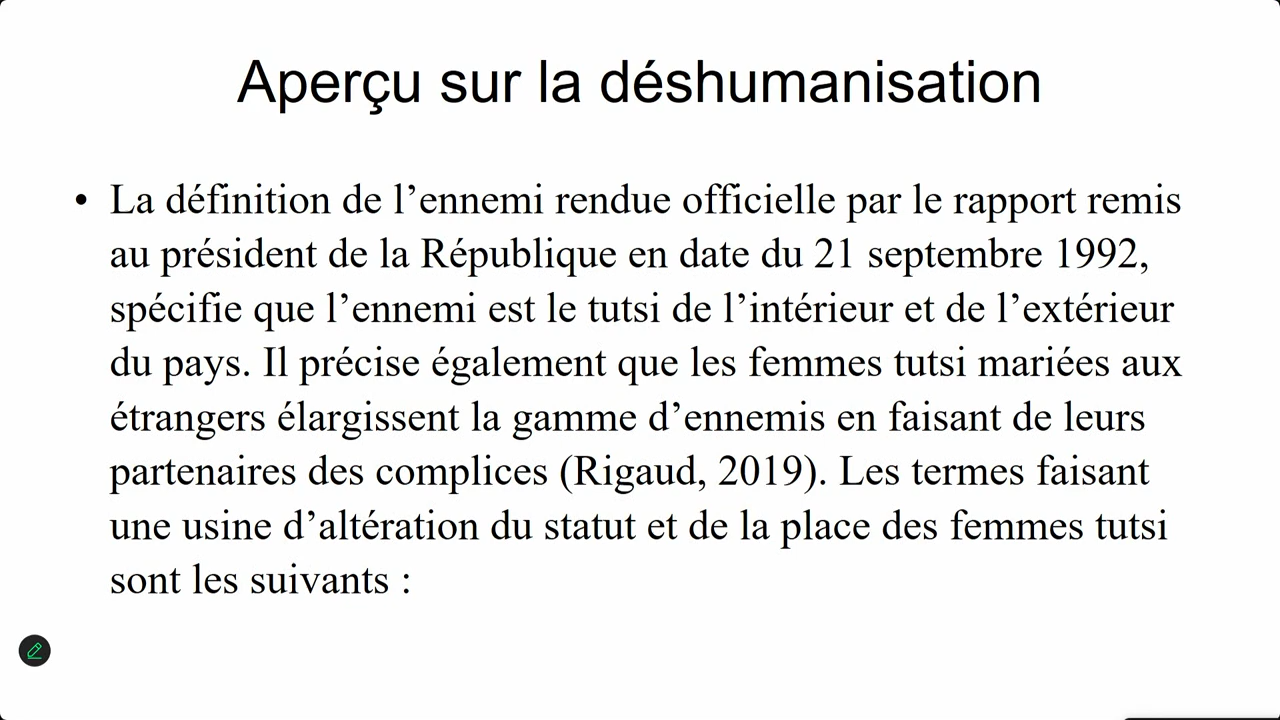 Aperçu sur la déshumanisation
• La définition de l’ennemi rendue officielle par le rapport remis
au président de la République en date du 21 septembre 1992,
spécifie que l’ennemi est le tutsi de l’intérieur et de l’extérieur
du pays. Il précise également que les femmes tutsi mariées aux
étrangers élargissent la gamme d’ennemis en faisant de leurs
partenaires des complices (Rigaud, 2019). Les termes faisant
une usine d’altération du statut et de la place des femmes tutsi
sont les suivants :